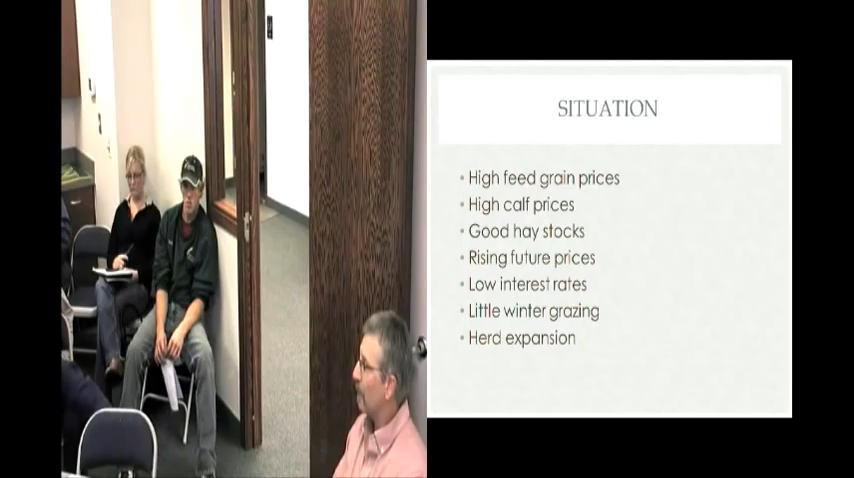 SITUATION
• High feed grain prices
• High calf prices
• Good hay stocks
• Rising future prices
• Low interest rates
• Little winter grazing
• Herd expansion